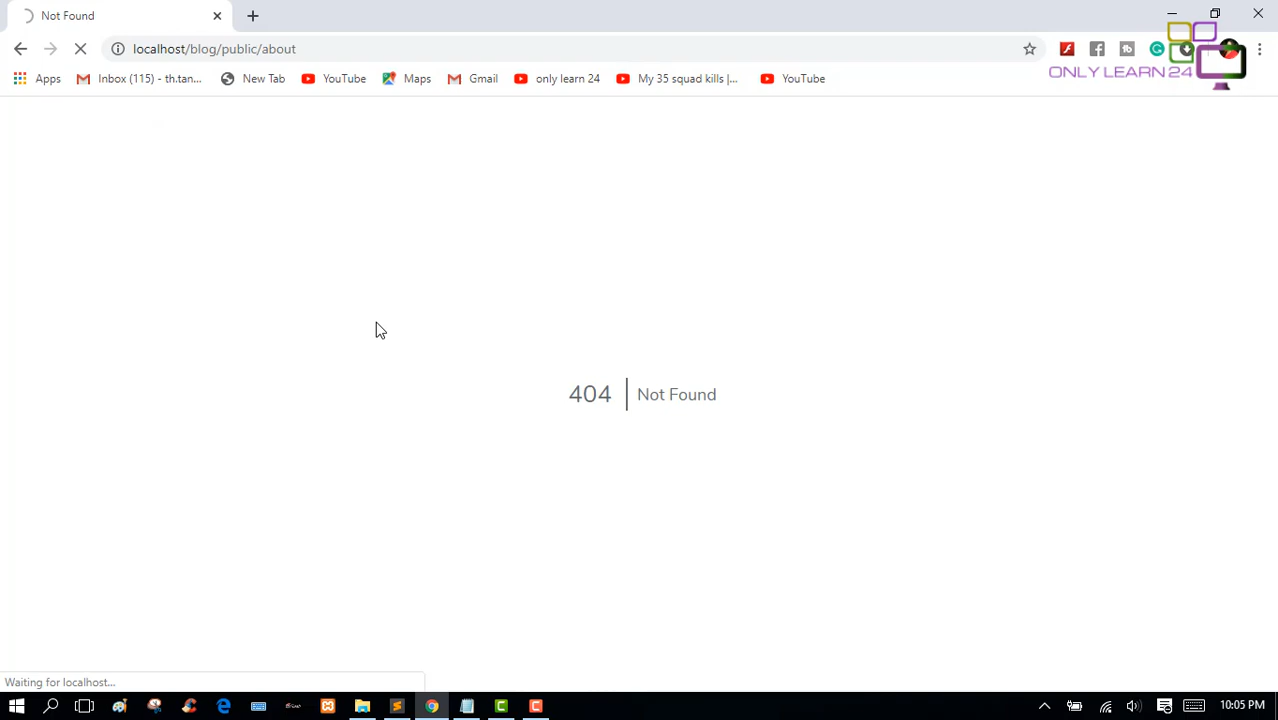 Not Found
localhost/blog/public/about
Apps Inbox (115) - th.tan... New Tab YouTube Maps Gmail only learn 24 My 35 squad kills |... YouTube
ONLY LEARN 24
404 Not Found
Waiting for localhost...
10:05 PM